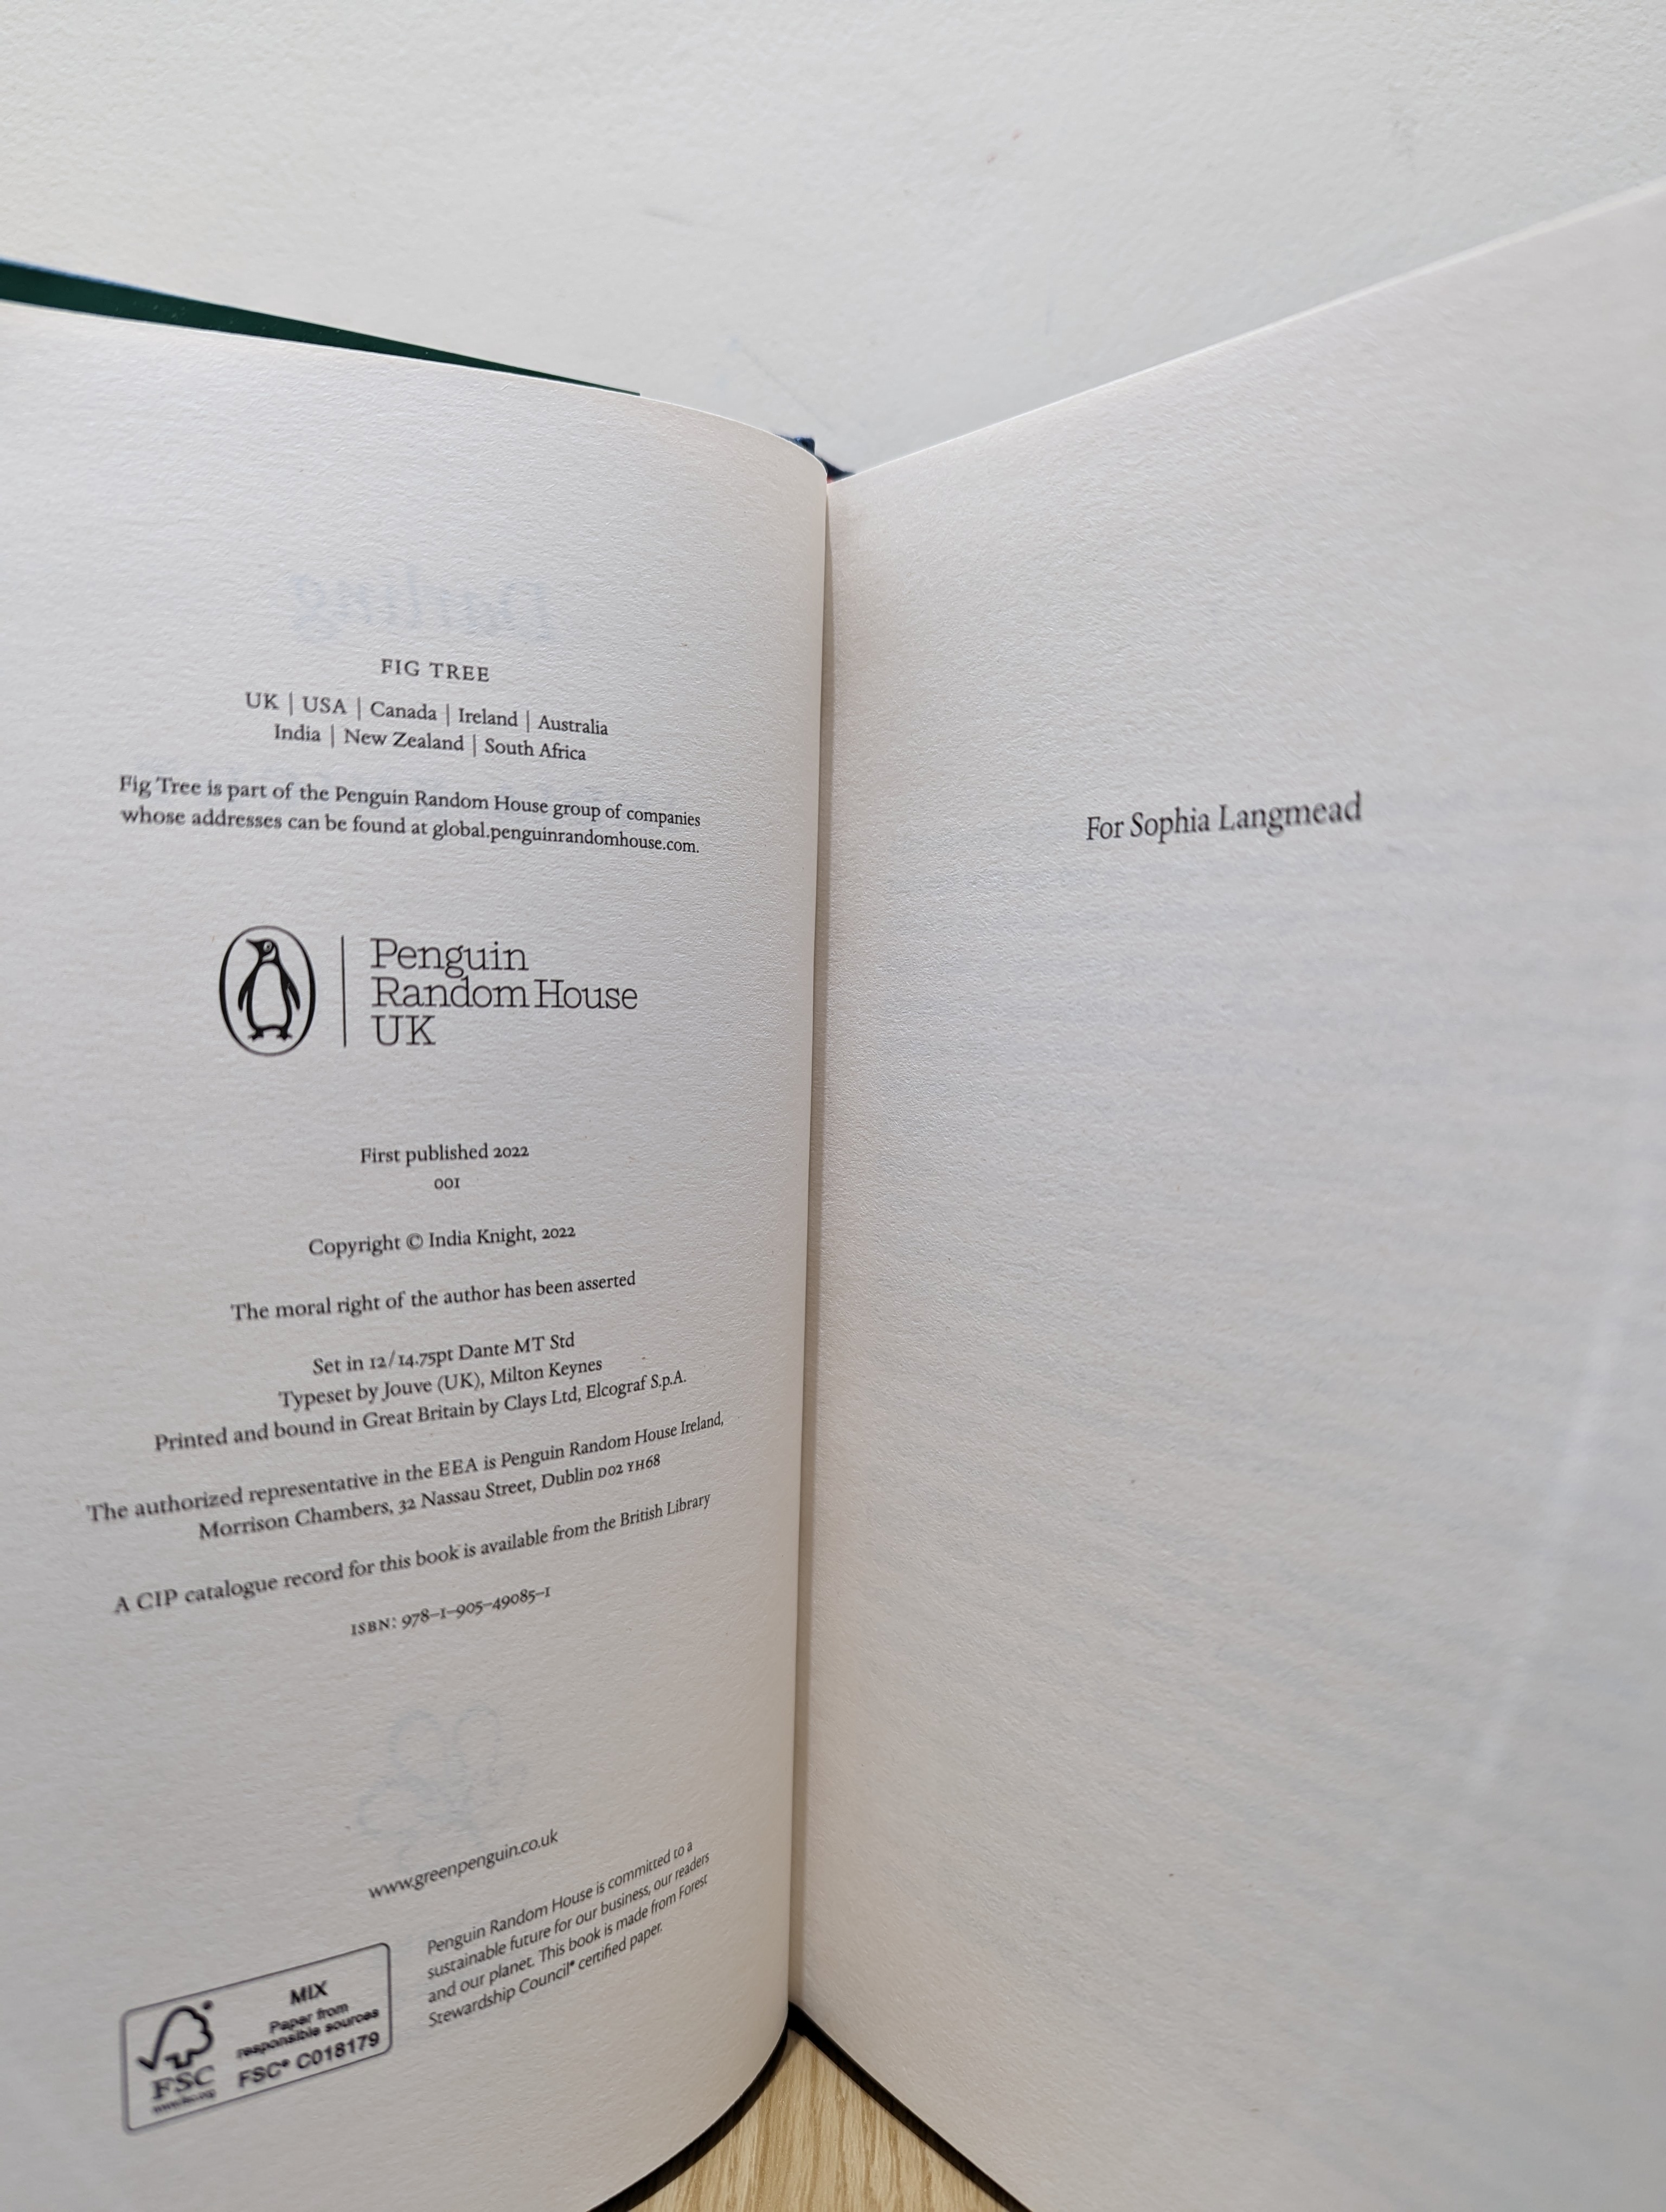 Darling
FIG TREE
UK | USA | Canada | Ireland | Australia
India | New Zealand | South Africa
Fig Tree is part of the Penguin Random House group of companies
whose addresses can be found at global.penguinrandomhouse.com.
Penguin
Random House
UK
First published 2022
001
Copyright © India Knight, 2022
The moral right of the author has been asserted
Set in 12/14.75pt Dante MT Std
Typeset by Jouve (UK), Milton Keynes
Printed and bound in Great Britain by Clays Ltd, Elcograf S.p.A.
The authorized representative in the EEA is Penguin Random House Ireland,
Morrison Chambers, 32 Nassau Street, Dublin D02 YH68
A CIP catalogue record for this book is available from the British Library
ISBN: 978–1–905–49085–1
www.greenpenguin.co.uk
Penguin Random House is committed to a
sustainable future for our business, our readers
and our planet. This book is made from Forest
Stewardship Council® certified paper.
MIX
Paper from
responsible sources
FSC® C018179
FSC
www.fsc.org
For Sophia Langmead